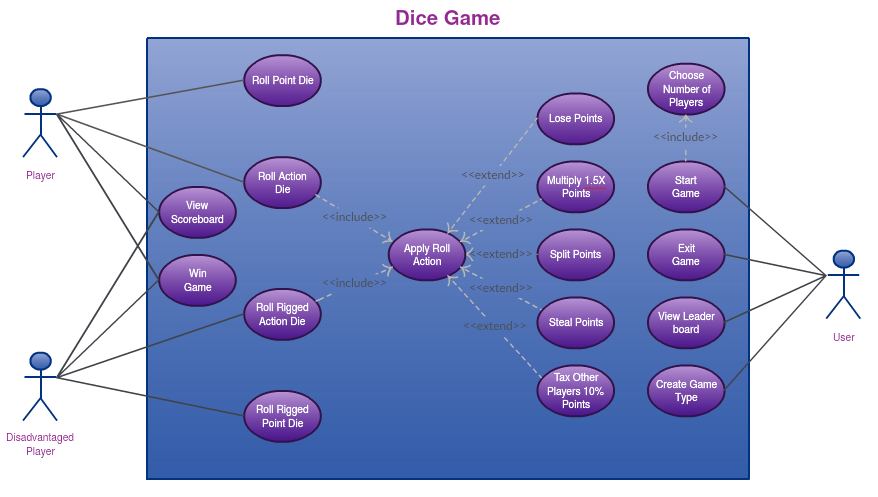 Dice Game
Roll Point Die
Choose
Number of
Players
Lose Points
<<include>>
Player
Roll Action
Die
<<extend>>
Multiply 1.5X
Points
Start
Game
View
Scoreboard
<<include>>
<<extend>>
Apply Roll
Action
<<extend>>
Split Points
Exit
Game
Win
Game
<<include>>
<<extend>>
Roll Rigged
Action Die
<<extend>>
Steal Points
View Leader
board
User
Tax Other
Players 10%
Points
Create Game
Type
Roll Rigged
Point Die
Disadvantaged
Player